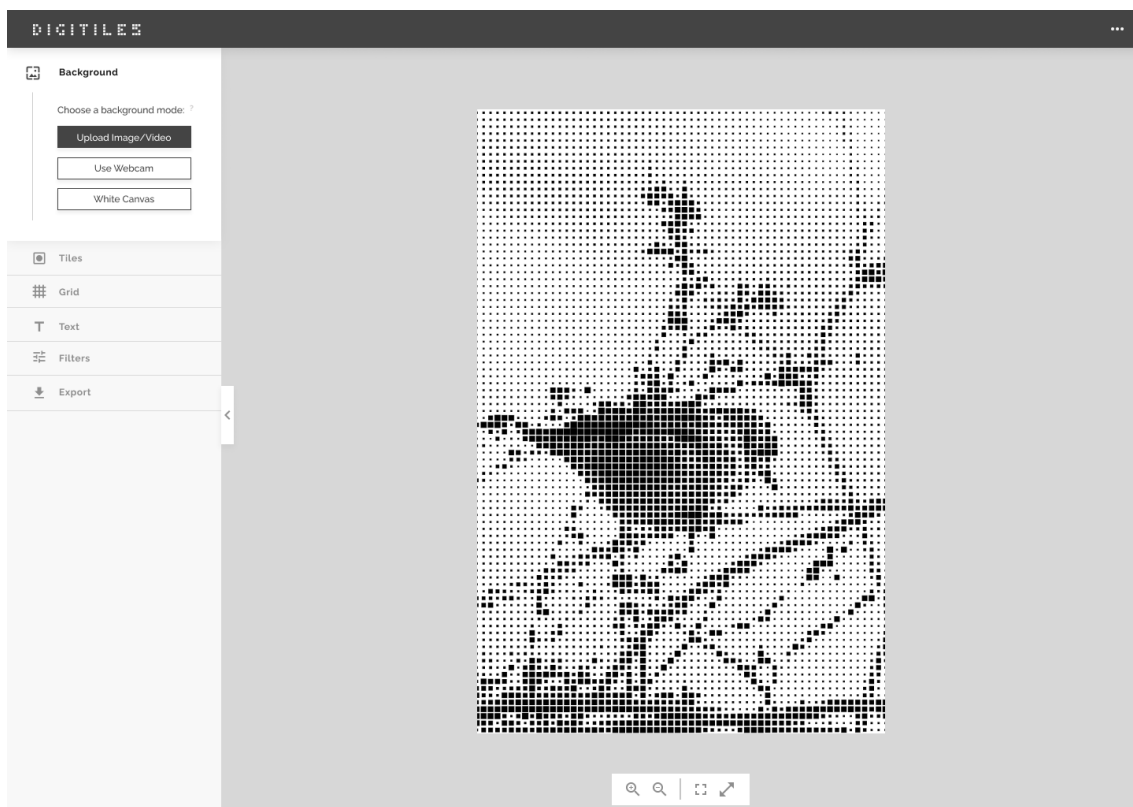 DIGITILES
Background
Choose a background mode: ?
Upload Image/Video
Use Webcam
White Canvas
Tiles
Grid
Text
Filters
Export